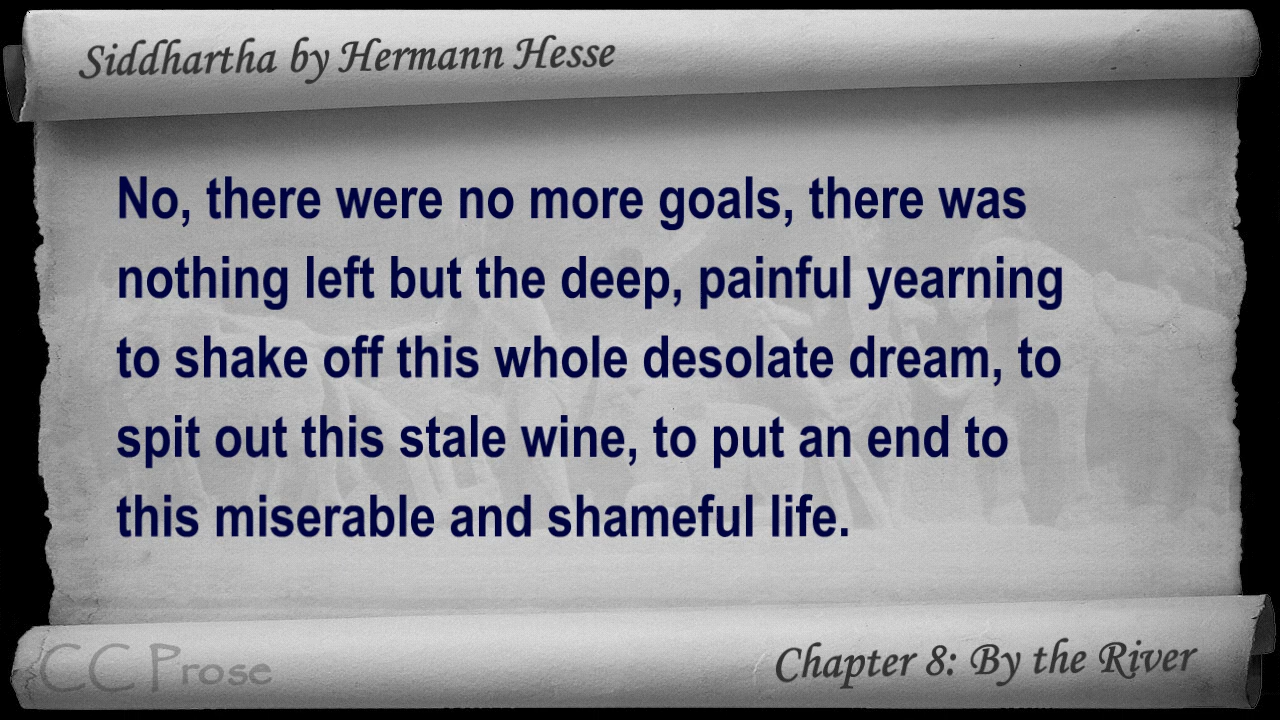 Siddhartha by Hermann Hesse
No, there were no more goals, there was
nothing left but the deep, painful yearning
to shake off this whole desolate dream, to
spit out this stale wine, to put an end to
this miserable and shameful life.
CC Prose
Chapter 8: By the River